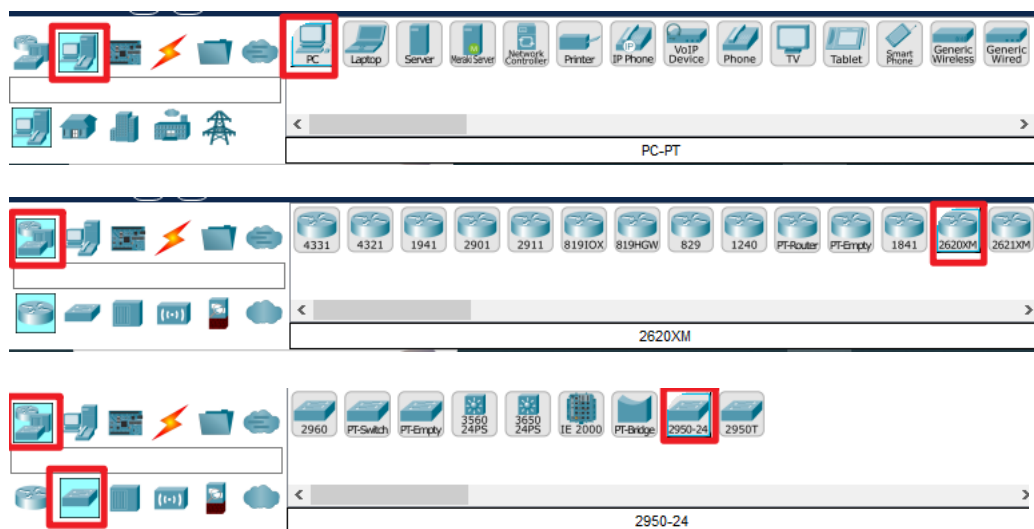 PC Laptop Server Meraki Server Network Controller Printer IP Phone VoIP Device Phone TV Tablet Smart Phone Generic Wireless Generic Wired
PC-PT
4331 4321 1941 2901 2911 819IOX 819HGW 829 1240 PT-Router PT-Empty 1841 2620XM 2621XM
2620XM
2960 PT-Switch PT-Empty 3560 24PS 3650 24PS IE 2000 PT-Bridge 2950-24 2950T
2950-24